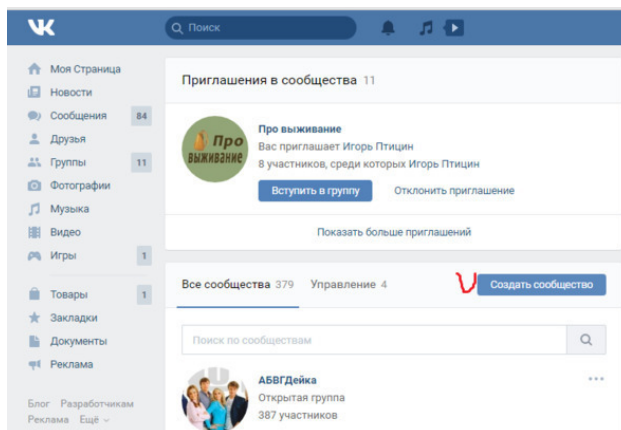 Поиск
Моя Страница
Новости
Сообщения 84
Друзья
Группы 11
Фотографии
Музыка
Видео
Игры 1
Товары 1
Закладки
Документы
Реклама
Блог Разработчикам
Реклама Ещё
Приглашения в сообщества 11
Про
выживание
Про выживание
Вас приглашает Игорь Птицин
8 участников, среди которых Игорь Птицин
Вступить в группу Отклонить приглашение
Показать больше приглашений
Все сообщества 379 Управление 4 Создать сообщество
Поиск по сообществам
АБВГДейка
Открытая группа
387 участников